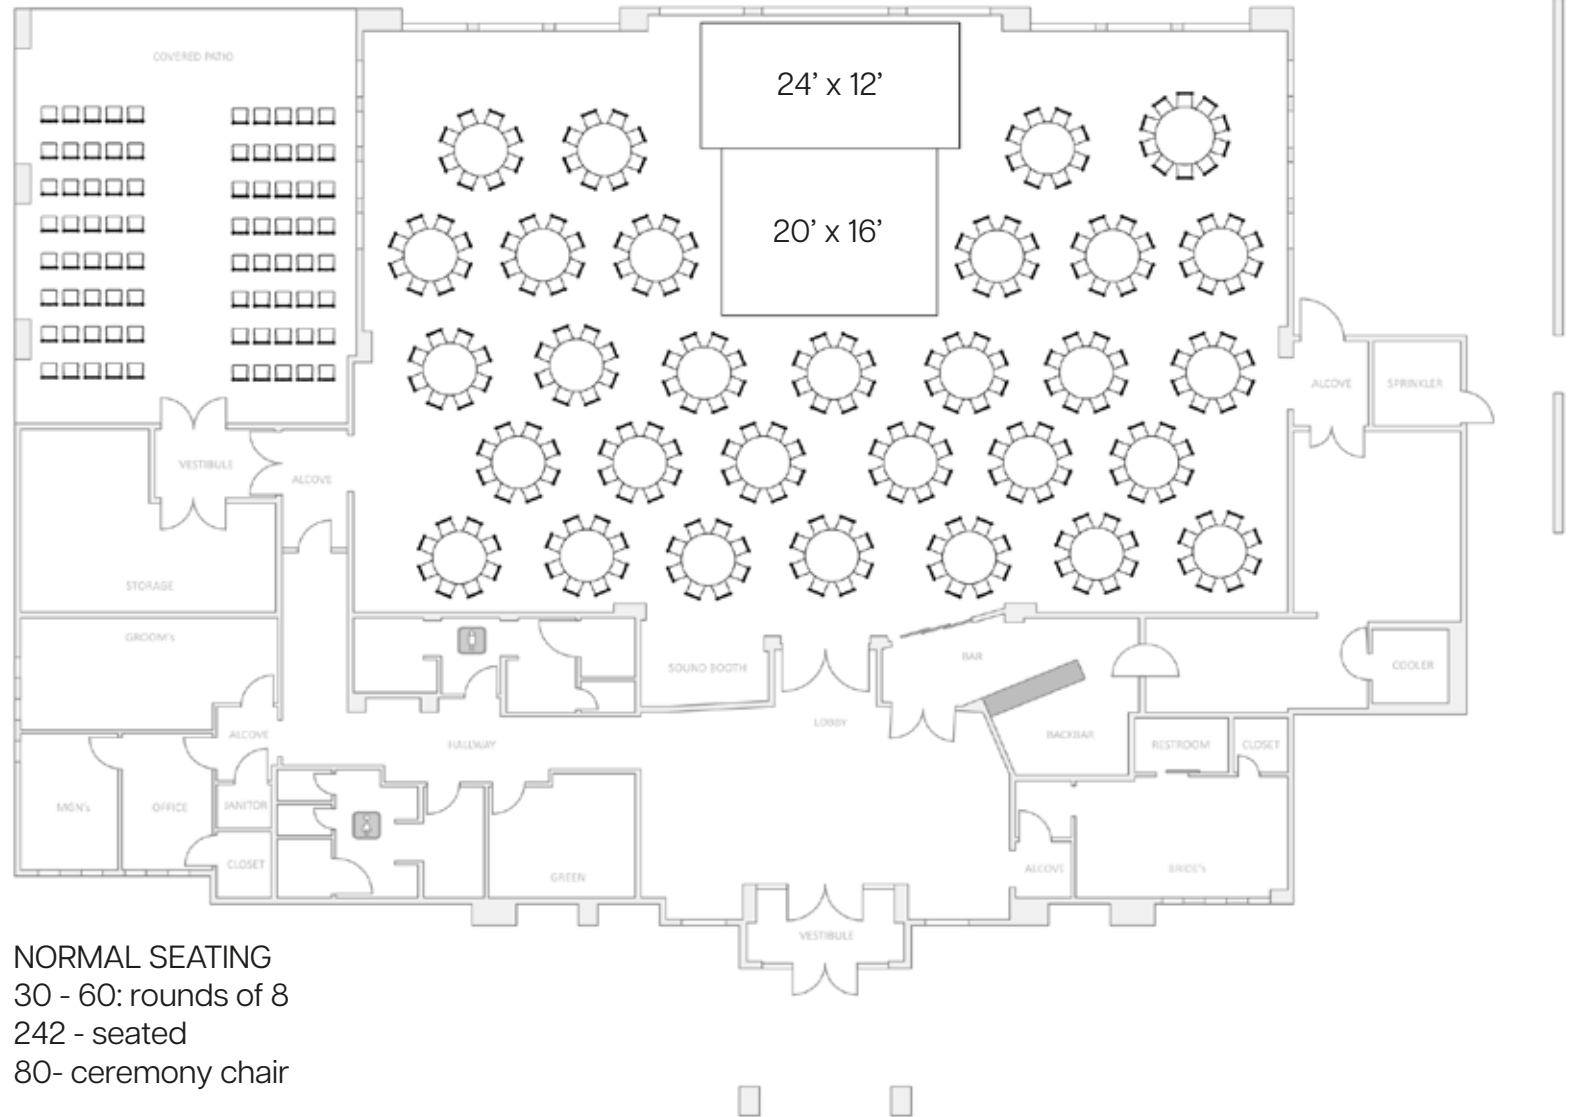 COVERED PATIO
24’ x 12’
20’ x 16’
ALCOVE
SPRINKLER
VESTIBULE
ALCOVE
STORAGE
GROOM's
SOUND BOOTH
BAR
COOLER
LOBBY
ALCOVE
HALLWAY
BACKBAR
RESTROOM
CLOSET
MGN's
OFFICE
JANITOR
CLOSET
GREEN
ALCOVE
BRIDE's
VESTIBULE
NORMAL SEATING
30 - 60: rounds of 8
242 - seated
80- ceremony chair